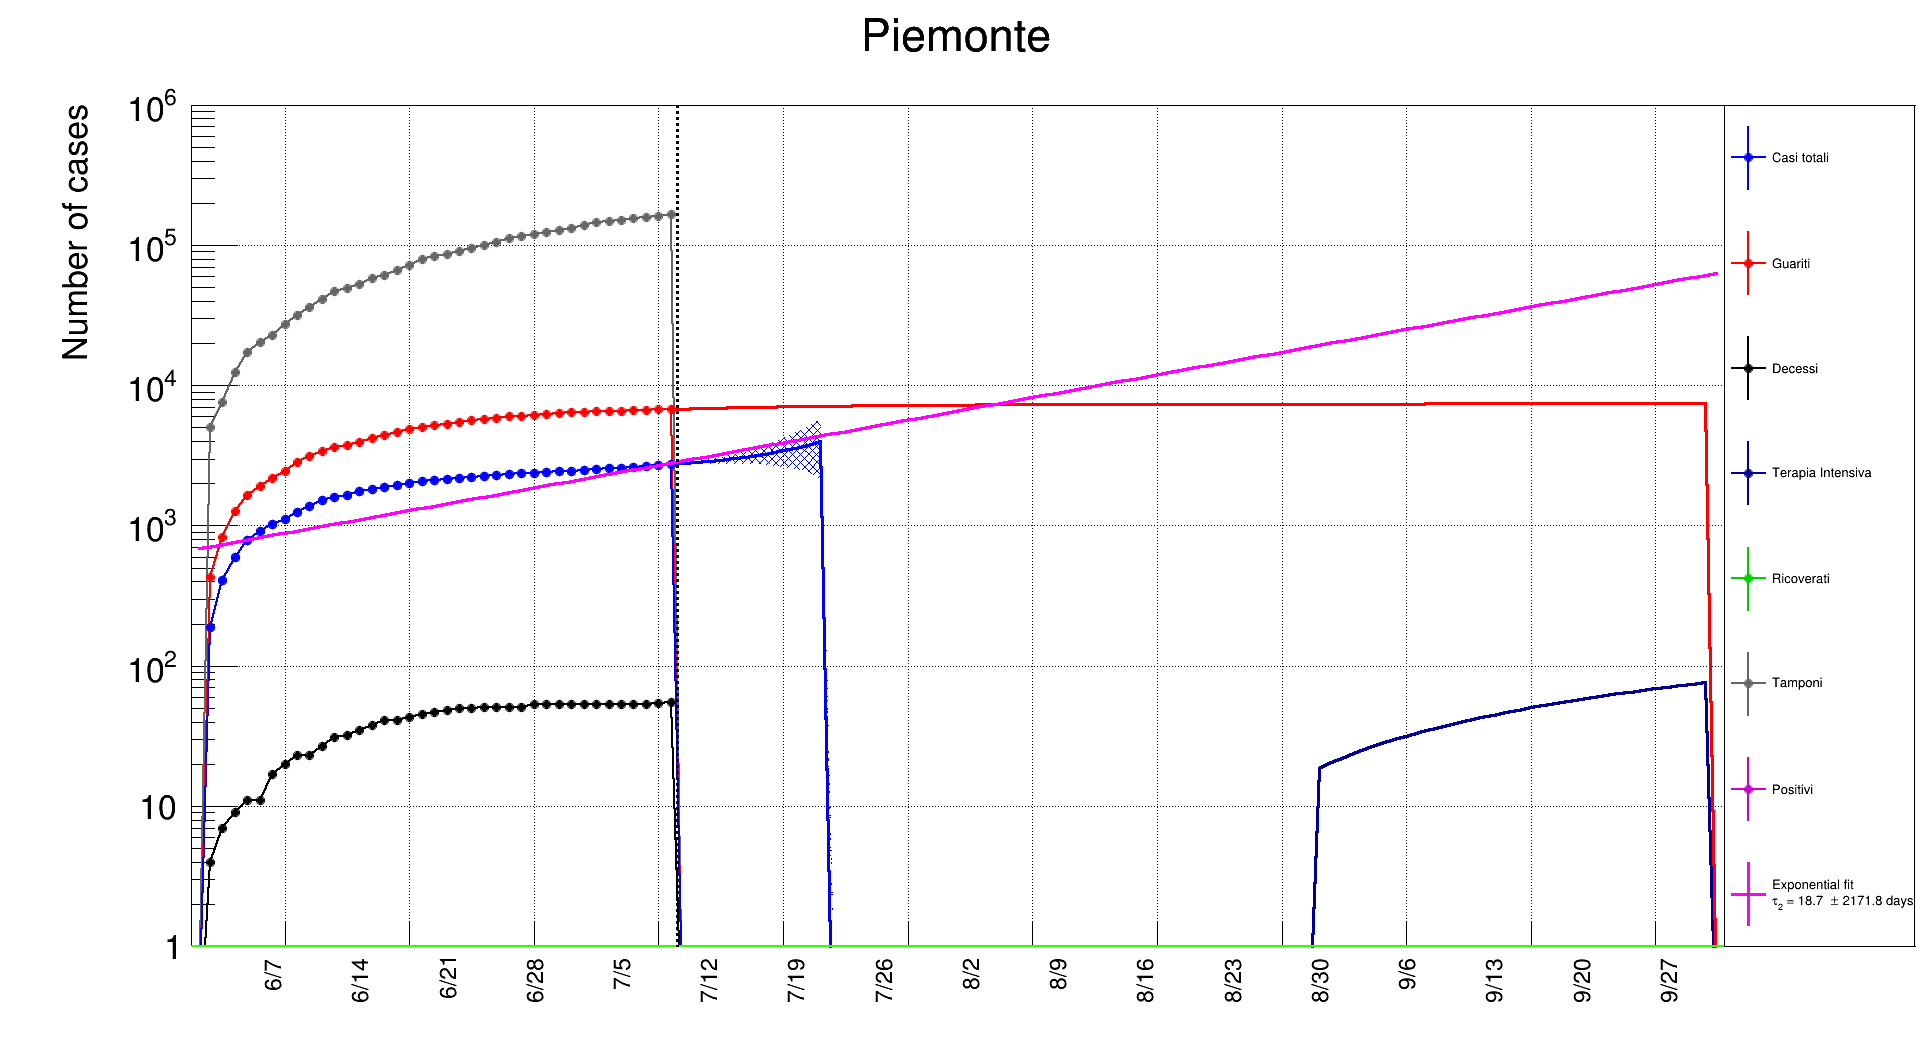 Piemonte
Number of cases
10^6
10^5
10^4
10^3
10^2
10
1
6/7
6/14
6/21
6/28
7/5
7/12
7/19
7/26
8/2
8/9
8/16
8/23
8/30
9/6
9/13
9/20
9/27
Casi totali
Guariti
Decessi
Terapia Intensiva
Ricoverati
Tamponi
Positivi
Exponential fit
τ₂ = 18.7 ± 2171.8 days